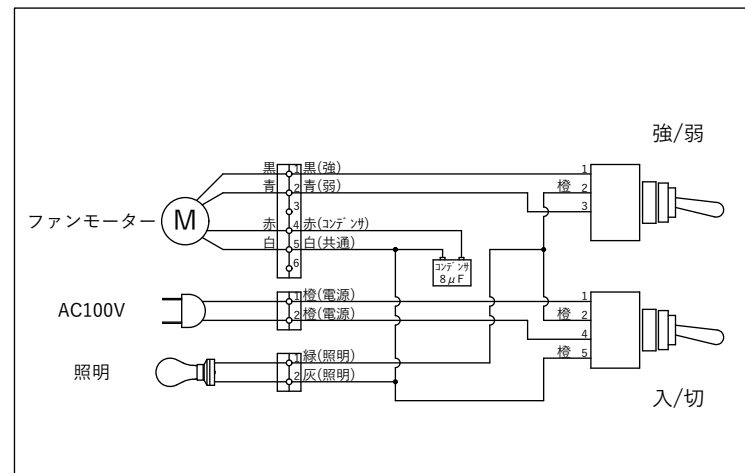 強/弱
黒 1 黒(強) 1
青 2 青(弱) 橙 2
3 3
ファンモーター M
赤 4 赤(コンデンサ)
白 5 白(共通)
6
コンデンサ
8μF
AC100V
1 橙(電源) 1
2 橙(電源) 橙 2
4
1 緑(照明) 橙 5
照明
2 灰(照明)
入/切